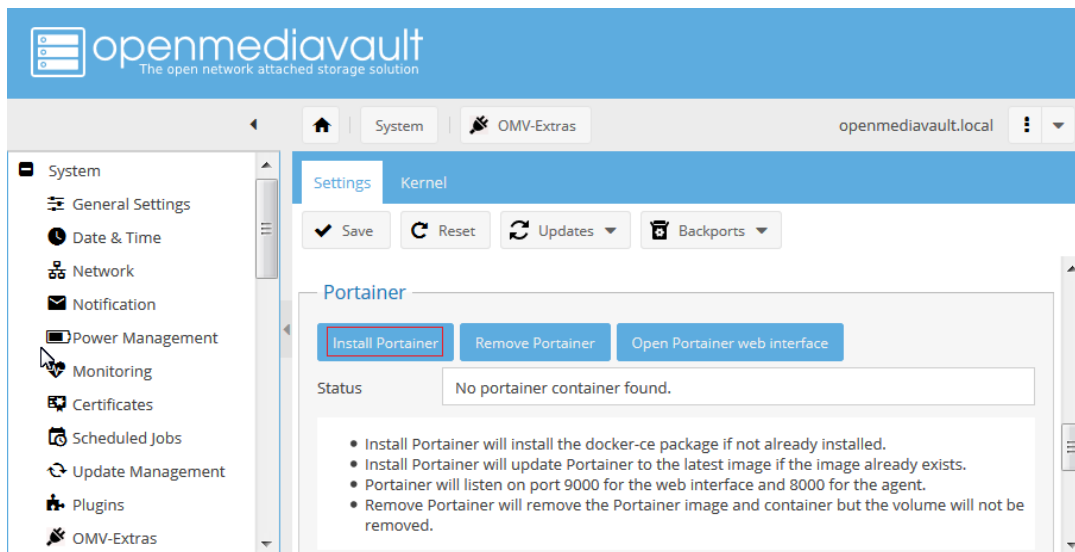 openmediavault
The open network attached storage solution
System
OMV-Extras
openmediavault.local
System
General Settings
Date & Time
Network
Notification
Power Management
Monitoring
Certificates
Scheduled Jobs
Update Management
Plugins
OMV-Extras
Settings
Kernel
Save
Reset
Updates
Backports
Portainer
Install Portainer
Remove Portainer
Open Portainer web interface
Status
No portainer container found.
• Install Portainer will install the docker-ce package if not already installed.
• Install Portainer will update Portainer to the latest image if the image already exists.
• Portainer will listen on port 9000 for the web interface and 8000 for the agent.
• Remove Portainer will remove the Portainer image and container but the volume will not be
removed.